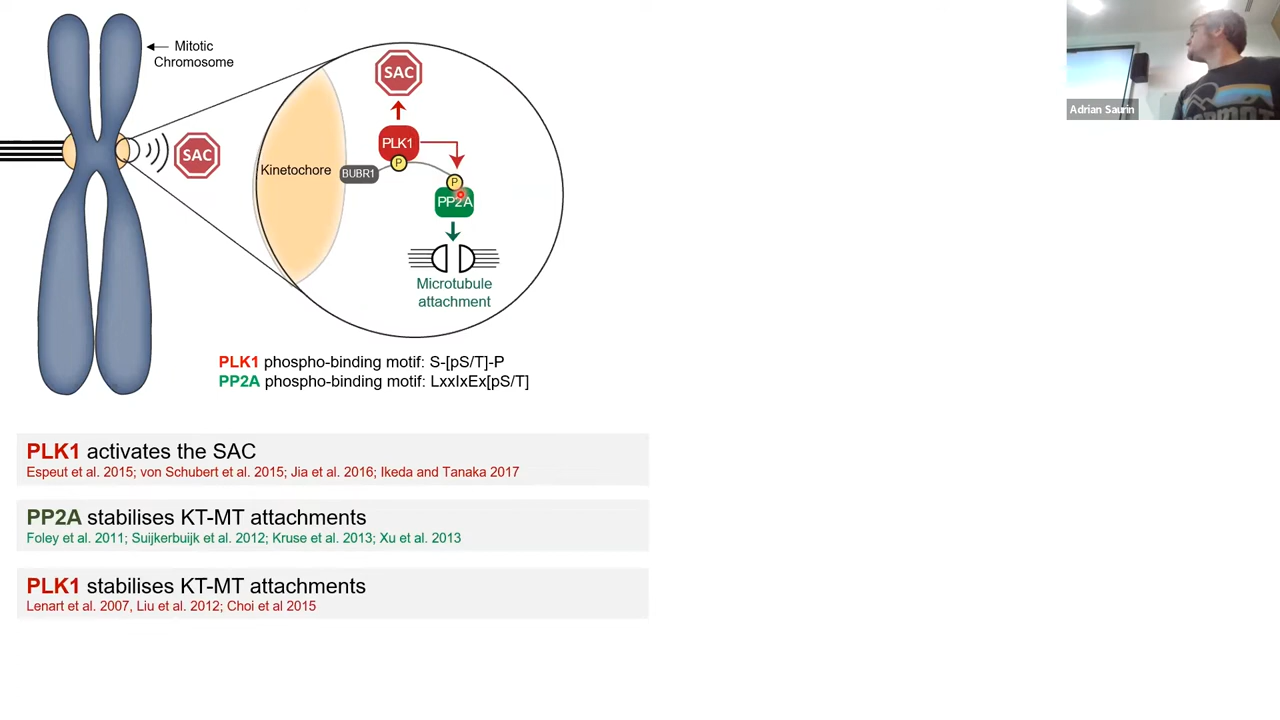 Mitotic
Chromosome
SAC
SAC
PLK1
P
Kinetochore
BUBR1
P
PP2A
Microtubule
attachment
PLK1 phospho-binding motif: S-[pS/T]-P
PP2A phospho-binding motif: LxxIxEx[pS/T]
PLK1 activates the SAC
Espeut et al. 2015; von Schubert et al. 2015; Jia et al. 2016; Ikeda and Tanaka 2017
PP2A stabilises KT-MT attachments
Foley et al. 2011; Suijkerbuijk et al. 2012; Kruse et al. 2013; Xu et al. 2013
PLK1 stabilises KT-MT attachments
Lenart et al. 2007, Liu et al. 2012; Choi et al 2015
Adrian Saurin